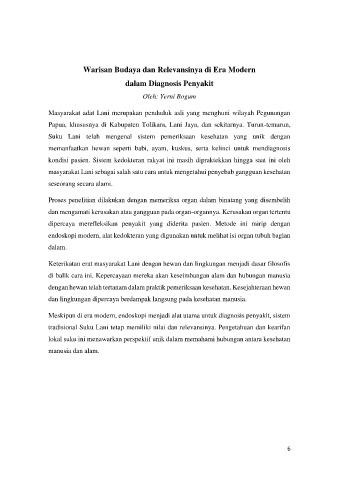 Warisan Budaya dan Relevansinya di Era Modern
dalam Diagnosis Penyakit
Oleh: Yerni Bogum
Masyarakat adat Lani merupakan penduduk asli yang menghuni wilayah Pegunungan
Papua, khususnya di Kabupaten Tolikara, Lani Jaya, dan sekitarnya. Turun-temurun,
Suku Lani telah mengenal sistem pemeriksaan kesehatan yang unik dengan
memanfaatkan hewan seperti babi, ayam, kuskus, serta kelinci untuk mendiagnosis
kondisi pasien. Sistem kedokteran rakyat ini masih dipraktekkan hingga saat ini oleh
masyarakat Lani sebagai salah satu cara untuk mengetahui penyebab gangguan kesehatan
seseorang secara alami.
Proses penelitian dilakukan dengan memeriksa organ dalam binatang yang disembelih
dan mengamati kerusakan atau gangguan pada organ-organnya. Kerusakan organ tertentu
dipercaya merefleksikan penyakit yang diderita pasien. Metode ini mirip dengan
endoskopi modern, alat kedokteran yang digunakan untuk melihat isi organ tubuh bagian
dalam.
Keterikatan erat masyarakat Lani dengan hewan dan lingkungan menjadi dasar filosofis
di balik cara ini. Kepercayaan mereka akan keseimbangan alam dan hubungan manusia
dengan hewan telah tertanam dalam praktik pemeriksaan kesehatan. Kesejahteraan hewan
dan lingkungan dipercaya berdampak langsung pada kesehatan manusia.
Meskipun di era modern, endoskopi menjadi alat utama untuk diagnosis penyakit, sistem
tradisional Suku Lani tetap memiliki nilai dan relevansinya. Pengetahuan dan kearifan
lokal suku ini menawarkan perspektif unik dalam memahami hubungan antara kesehatan
manusia dan alam.
6